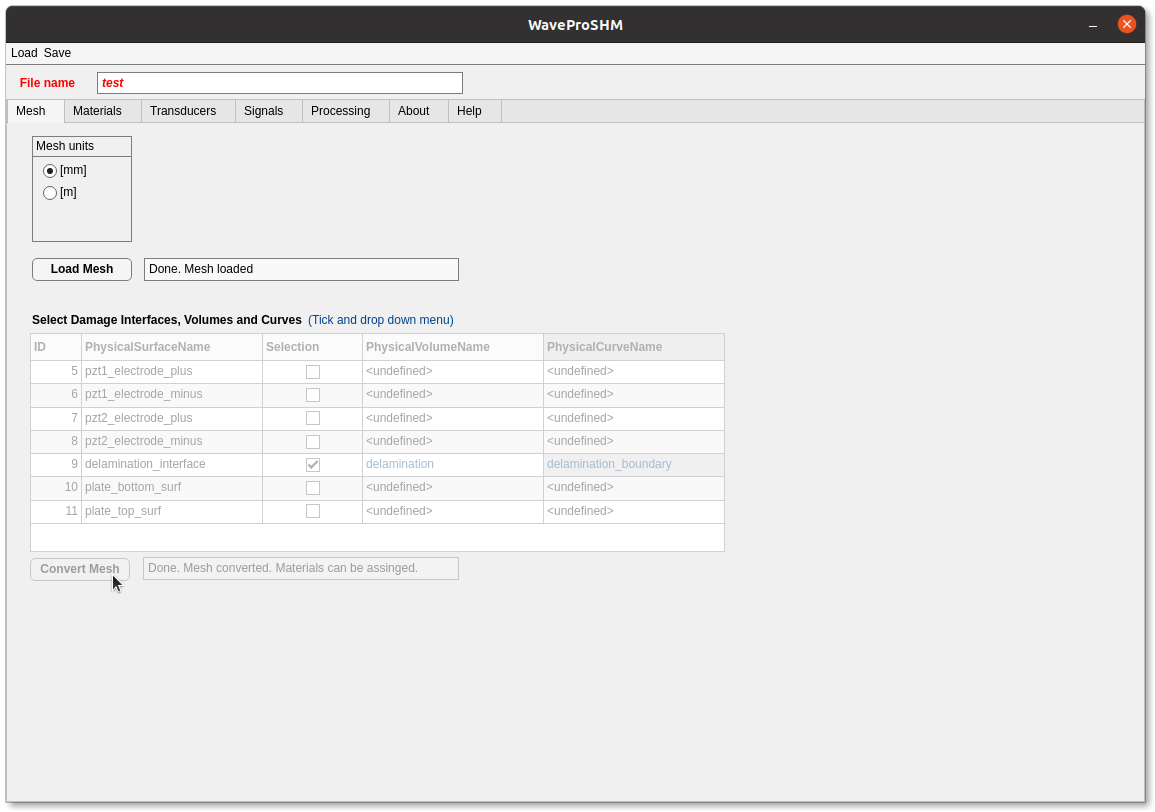 WaveProSHM
Load Save
File name test
Mesh Materials Transducers Signals Processing About Help
Mesh units
[mm]
[m]
Load Mesh Done. Mesh loaded
Select Damage Interfaces, Volumes and Curves (Tick and drop down menu)
ID PhysicalSurfaceName Selection PhysicalVolumeName PhysicalCurveName
5 pzt1_electrode_plus <undefined> <undefined>
6 pzt1_electrode_minus <undefined> <undefined>
7 pzt2_electrode_plus <undefined> <undefined>
8 pzt2_electrode_minus <undefined> <undefined>
9 delamination_interface delamination delamination_boundary
10 plate_bottom_surf <undefined> <undefined>
11 plate_top_surf <undefined> <undefined>
Convert Mesh Done. Mesh converted. Materials can be assinged.